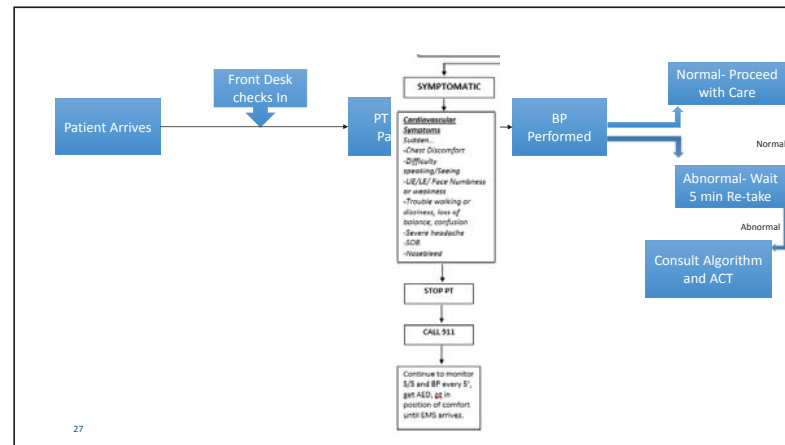 Front Desk
checks In
Patient Arrives
PT
Pa
SYMPTOMATIC
Cardiovascular
Symptoms
Sudden...
-Chest Discomfort
-Difficulty
speaking/Seeing
-UE/LE/ Face Numbness
or weakness
-Trouble walking or
dizziness, loss of
balance, confusion
-Severe headache
-SOB
-Nosebleed
STOP PT
CALL 911
Continue to monitor
S/S and BP every 5',
get AED, pt in
position of comfort
until EMS arrives.
BP
Performed
Normal- Proceed
with Care
Normal
Abnormal- Wait
5 min Re-take
Abnormal
Consult Algorithm
and ACT
27